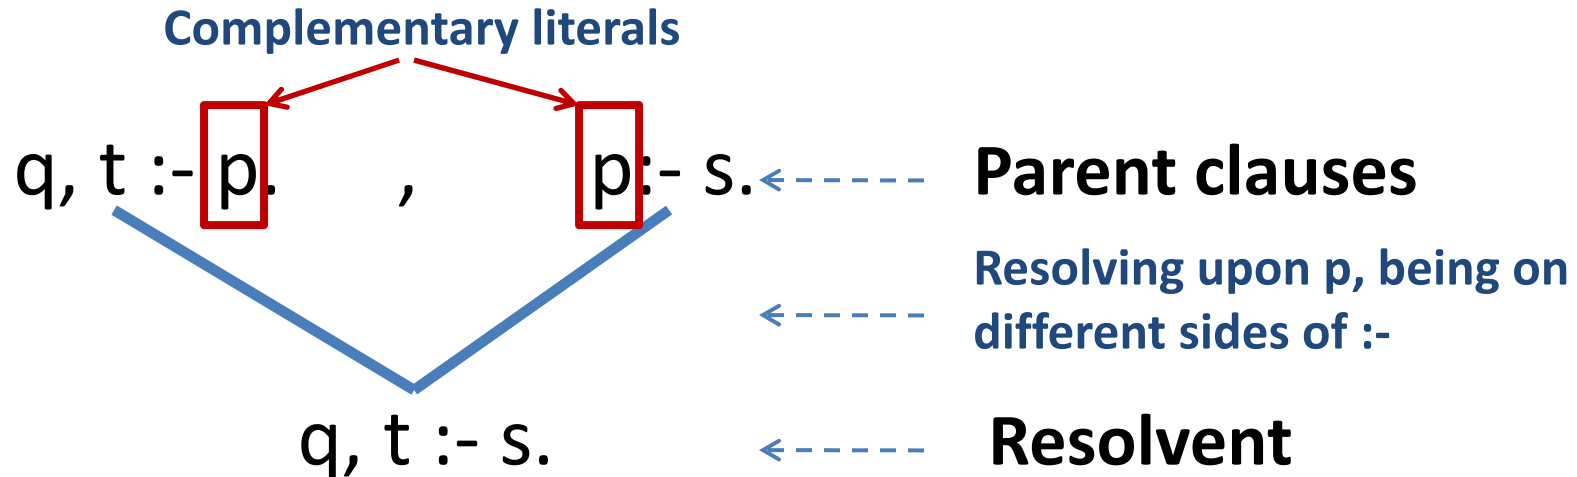 Complementary literals
q, t :- p. , p:- s.
Parent clauses
Resolving upon p, being on
different sides of :-
q, t :- s.
Resolvent